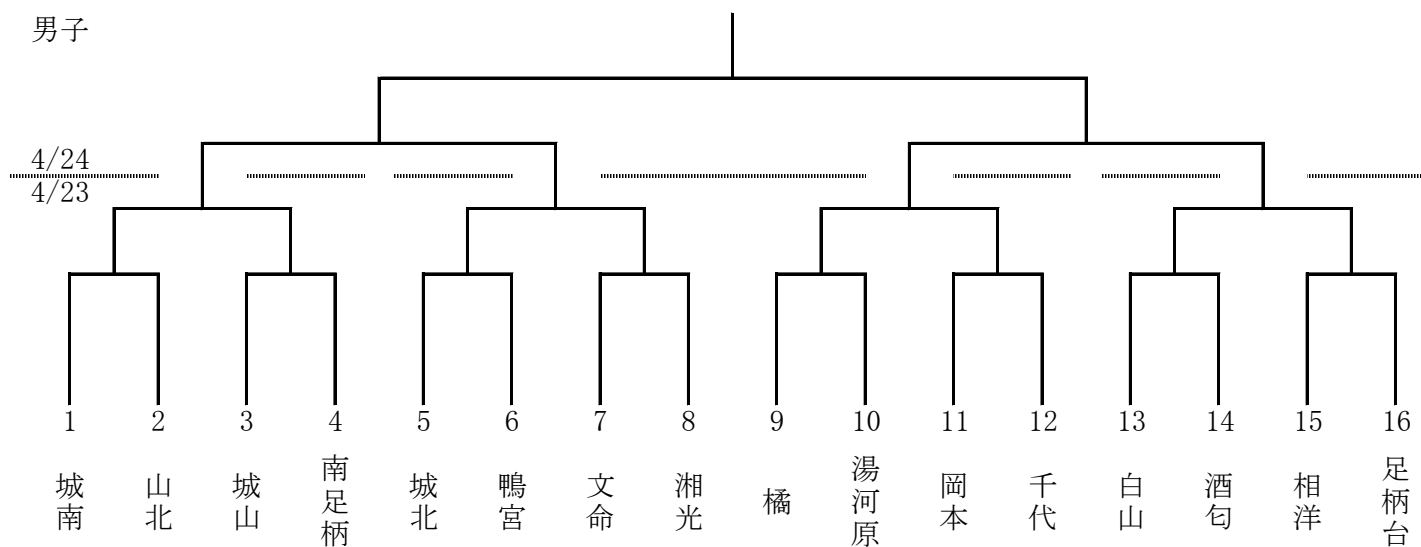 男子
4/24
4/23
1 2 3 4 5 6 7 8 9 10 11 12 13 14 15 16
城南
山北
城山
南足柄
城北
鴨宮
文命
湘光
橘
湯河原
岡本
千代
白山
酒匂
相洋
足柄台